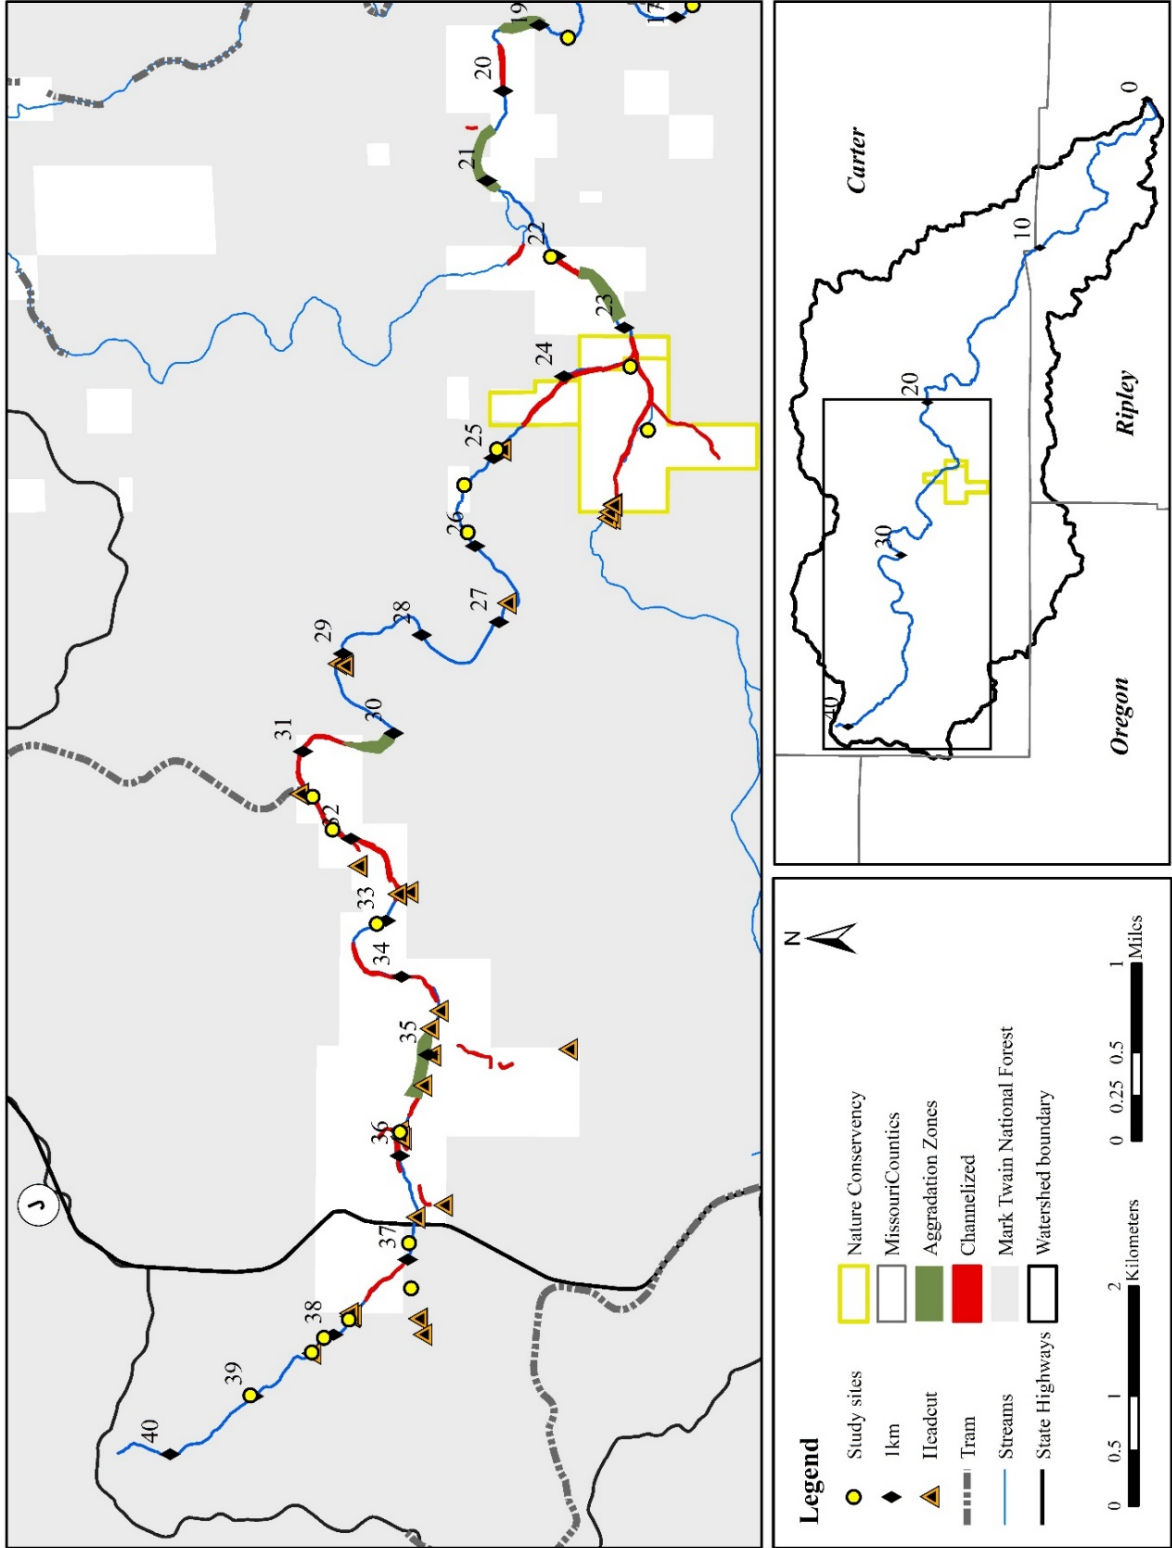 J
40
39
38
37
36
35
34
33
32
31
30
29
28
27
26
25
24
23
22
21
20
19
17
Legend
Study sites
1km
Headcut
Tram
Streams
State Highways
Nature Conservency
MissouriCounties
Aggradation Zones
Channelized
Mark Twain National Forest
Watershed boundary
N
0 0.5 1 2
Kilometers
0 0.25 0.5 1
Miles
40
30
20
10
0
Carter
Ripley
Oregon